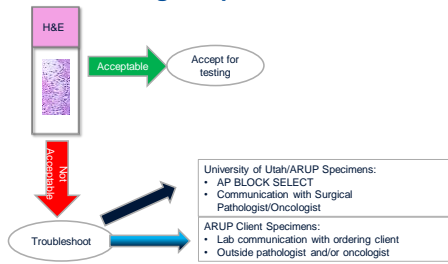 H&E
Acceptable
Accept for
testing
Not
Acceptable
Troubleshoot
University of Utah/ARUP Specimens:
• AP BLOCK SELECT
• Communication with Surgical
Pathologist/Oncologist
ARUP Client Specimens:
• Lab communication with ordering client
• Outside pathologist and/or oncologist